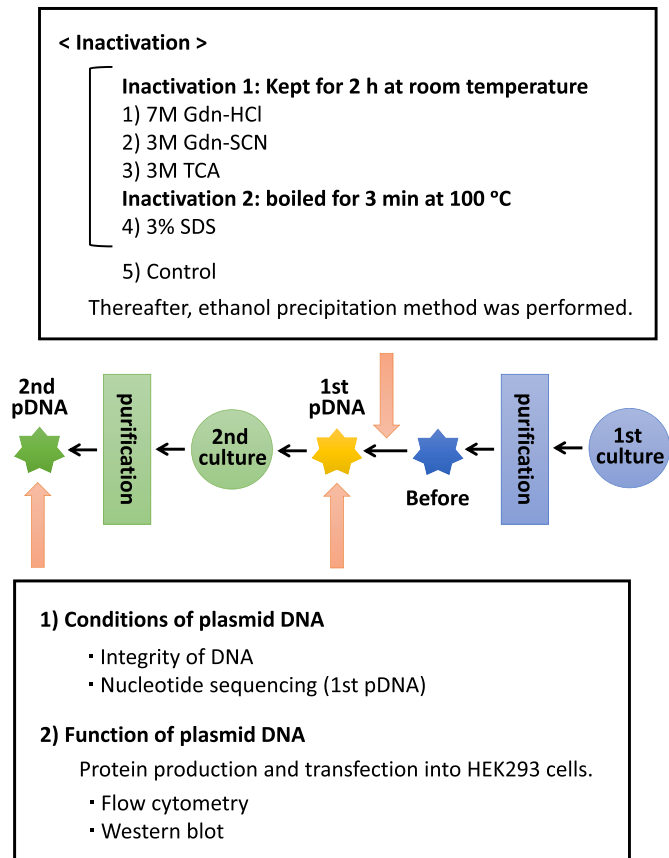 < Inactivation >
Inactivation 1: Kept for 2 h at room temperature
1) 7M Gdn-HCl
2) 3M Gdn-SCN
3) 3M TCA
Inactivation 2: boiled for 3 min at 100 °C
4) 3% SDS
5) Control
Thereafter, ethanol precipitation method was performed.
2nd
pDNA
purification
2nd
culture
1st
pDNA
Before
purification
1st
culture
1) Conditions of plasmid DNA
・Integrity of DNA
・Nucleotide sequencing (1st pDNA)
2) Function of plasmid DNA
Protein production and transfection into HEK293 cells.
・Flow cytometry
・Western blot